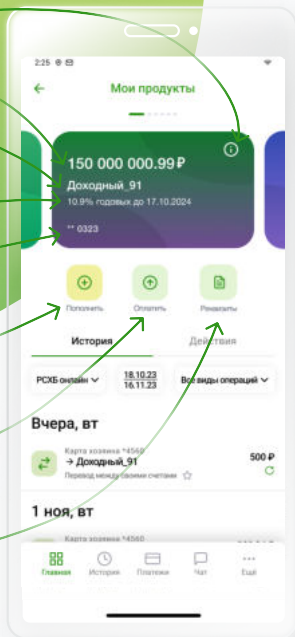 2:25
Мои продукты
150 000 000.99 ₽
Доходный_91
10.9% годовых до 17.10.2024
** 0323
Пополнить
Оплатить
Реквизиты
История
Действия
РСХБ онлайн
18.10.23
16.11.23
Все виды операций
Вчера, вт
Карта хозяина *4560
→ Доходный_91
500 ₽
Перевод между своими счетами
1 ноя, вт
Карта хозяина *4560
Главная
История
Платежи
Чат
Ещё